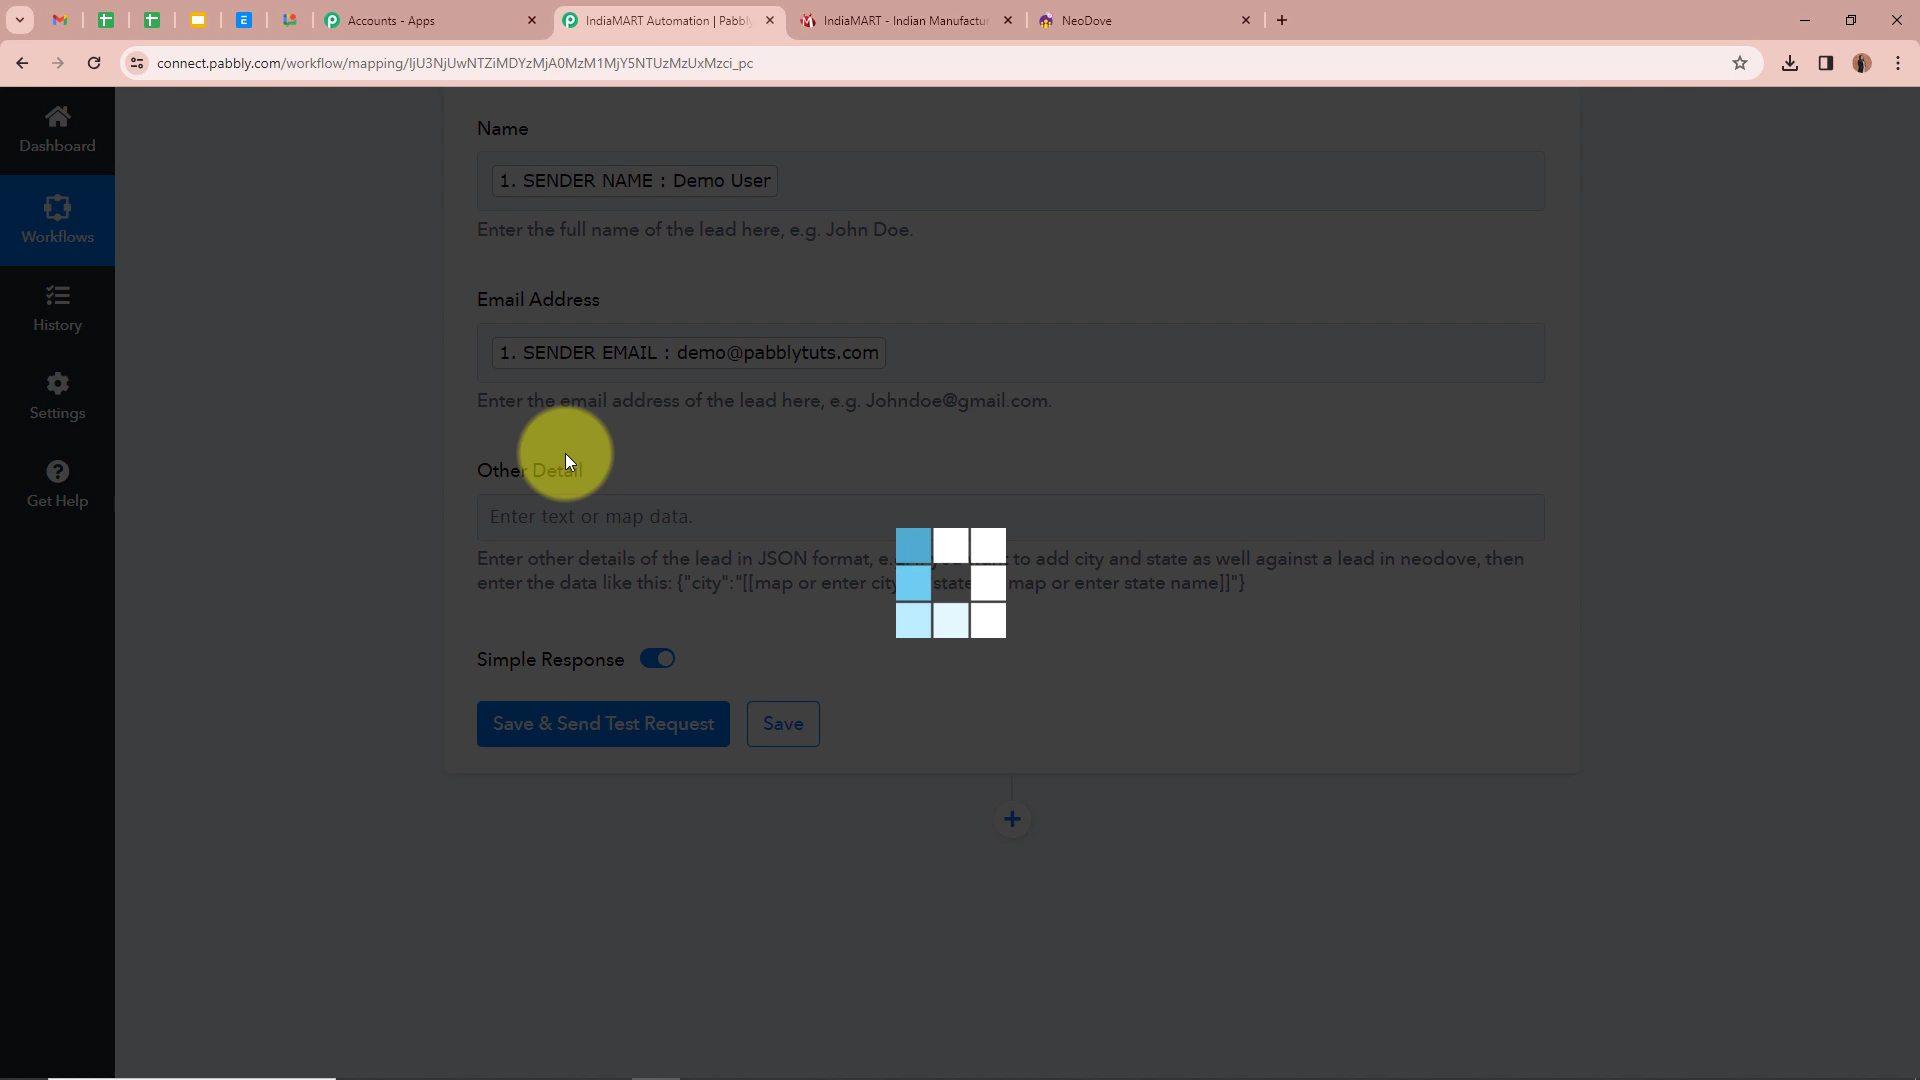 Accounts - Apps
IndiaMART Automation | Pabbly
IndiaMART - Indian Manufactur
NeoDove
connect.pabbly.com/workflow/mapping/IjU3NjUwNTZiMDYzMjA0MzM1MjY5NTUzMzUxMzci_pc
Dashboard
Workflows
History
Settings
Get Help
Name
1. SENDER NAME : Demo User
Enter the full name of the lead here, e.g. John Doe.
Email Address
1. SENDER EMAIL : demo@pabblytuts.com
Enter the email address of the lead here, e.g. Johndoe@gmail.com.
Other Detail
Enter text or map data.
Enter other details of the lead in JSON format, e. to add city and state as well against a lead in neodove, then
enter the data like this: {"city":"[[map or enter city state map or enter state name]]"}
Simple Response
Save & Send Test Request
Save